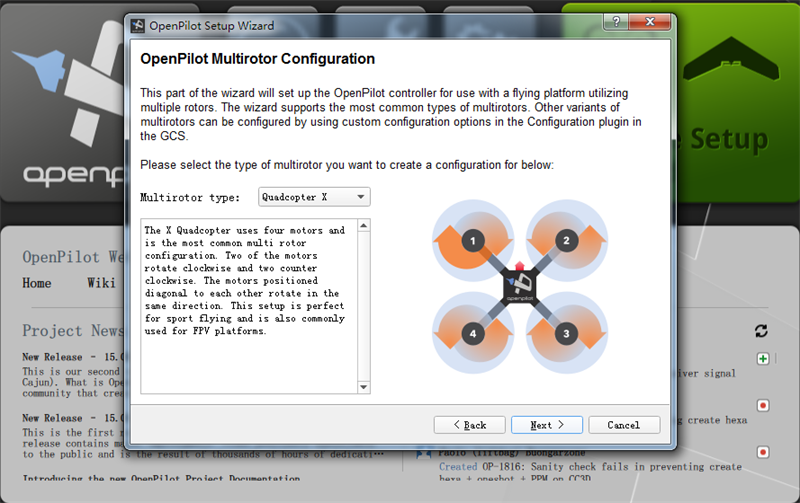 OpenPilot Setup Wizard
OpenPilot Multirotor Configuration
This part of the wizard will set up the OpenPilot controller for use with a flying platform utilizing
multiple rotors. The wizard supports the most common types of multirotors. Other variants of
multirotors can be configured by using custom configuration options in the Configuration plugin in
the GCS.
Please select the type of multirotor you want to create a configuration for below:
Multirotor type:
Quadcopter X
The X Quadcopter uses four motors and
is the most common multi rotor
configuration. Two of the motors
rotate clockwise and two counter
clockwise. The motors positioned
diagonal to each other rotate in the
same direction. This setup is perfect
for sport flying and is also commonly
used for FPV platforms.
1
2
openpilot
4
3
< Back
Next >
Cancel
openp
Setup
OpenPilot We
Home
Wiki
Project News
New Release - 15.0
This is our second
Cajun). What is Ope
community that crea
New Release - 15.0
This is the first r
release contains ma
to the public and is the result of thousands of hours of dedicati…
Introducing the new OpenPilot Project Documentation
iver signal
ng create hexa
Created OP-1816: Sanity check fails in preventing create
hexa + oneshot + PPM on CC3D